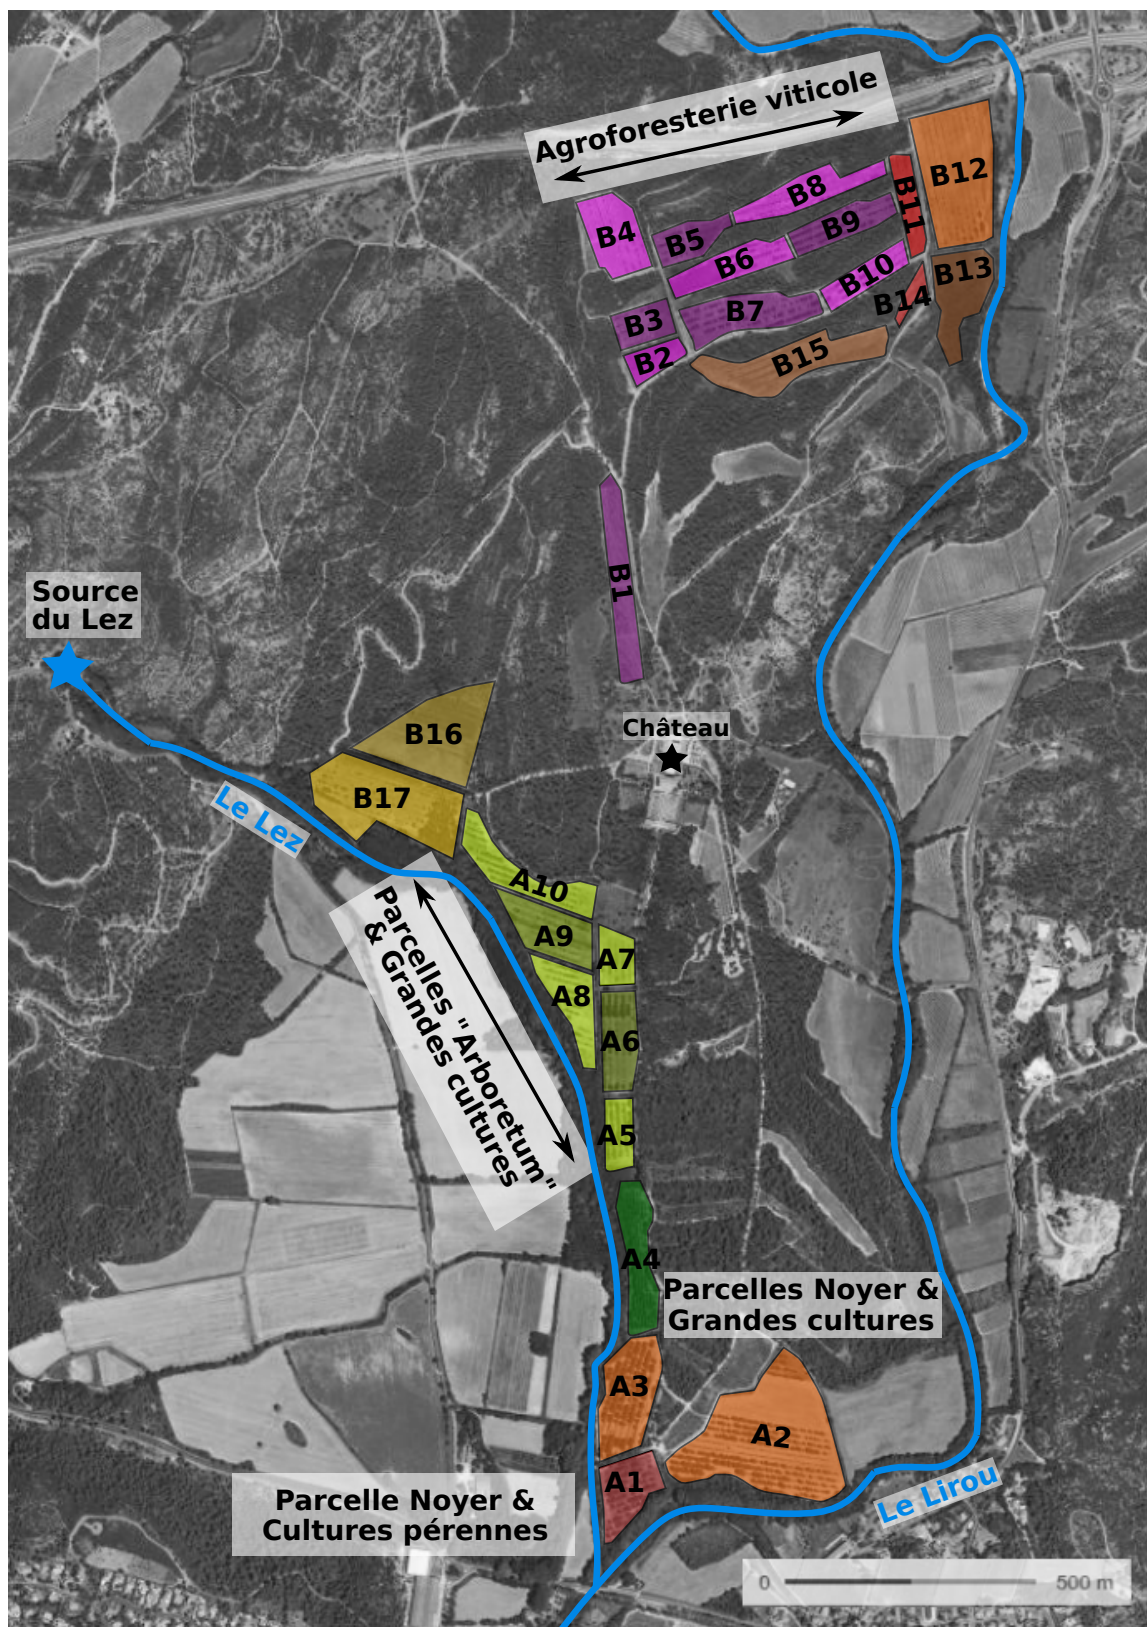 Agroforesterie viticole
B12
B8
B11
B9
B4
B5
B6
B10
B13
B14
B3
B7
B2
B15
B1
Source
du Lez
Château
B16
B17
Le Lez
A10
A9
A7
A8
A6
Parcelles "Arboretum"
& Grandes cultures
A5
A4
Parcelles Noyer &
Grandes cultures
A3
A2
A1
Le Lirou
Parcelle Noyer &
Cultures pérennes
0 500 m